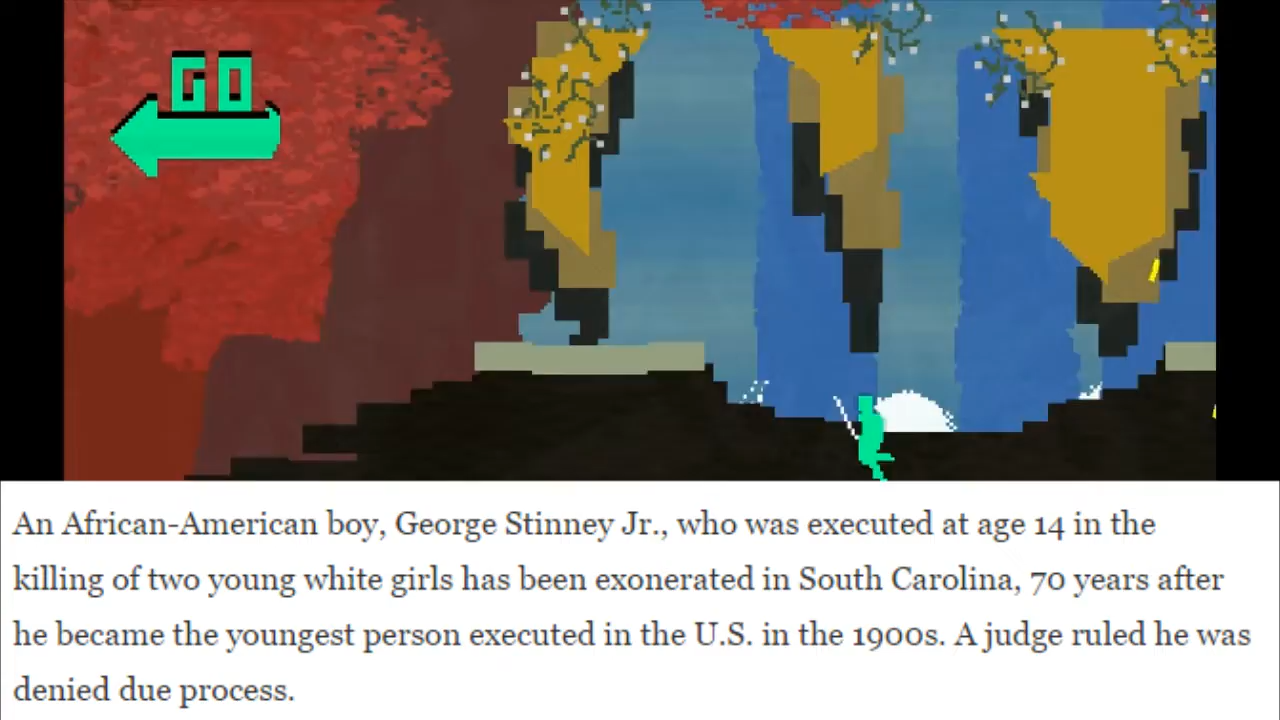 GO
An African-American boy, George Stinney Jr., who was executed at age 14 in the
killing of two young white girls has been exonerated in South Carolina, 70 years after
he became the youngest person executed in the U.S. in the 1900s. A judge ruled he was
denied due process.